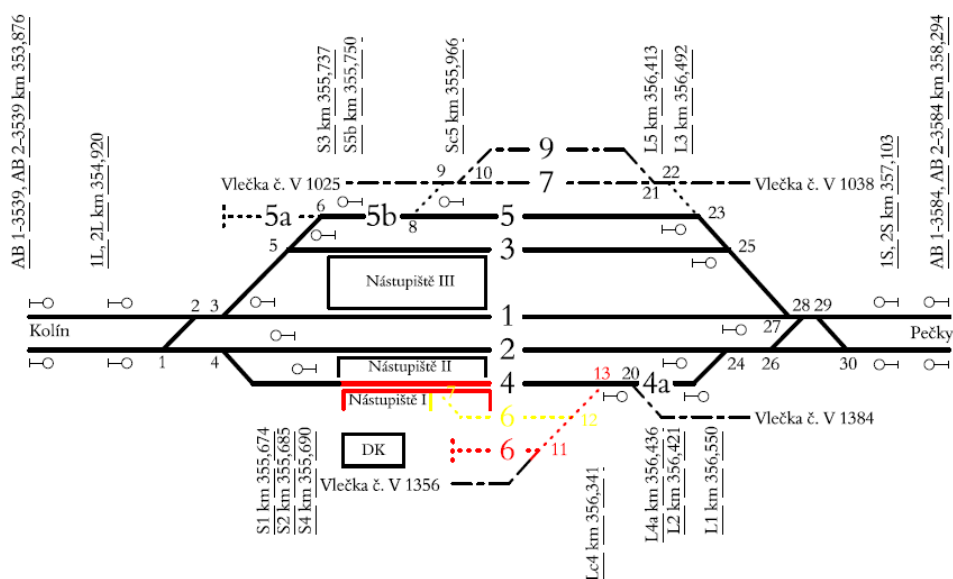 AB 1-3539, AB 2-3539 km 353,876
1L, 2L km 354,920
S3 km 355,737
S5b km 355,750
Sc5 km 355,966
L5 km 356,413
L3 km 356,492
1S, 2S km 357,103
AB 1-3584, AB 2-3584 km 358,294
9
Vlečka č. V 1025
9
10
7
21
22
Vlečka č. V 1038
5a
6
5b
8
5
23
5
3
25
Nástupiště III
2
3
1
28
29
Kolín
27
Pečky
1
4
2
24
26
30
Nástupiště II
4
13
20
4a
Nástupiště I
7
6
12
Vlečka č. V 1384
DK
6
11
Vlečka č. V 1356
S1 km 355,674
S2 km 355,685
S4 km 355,690
Lc4 km 356,341
L4a km 356,436
L2 km 356,421
L1 km 356,550